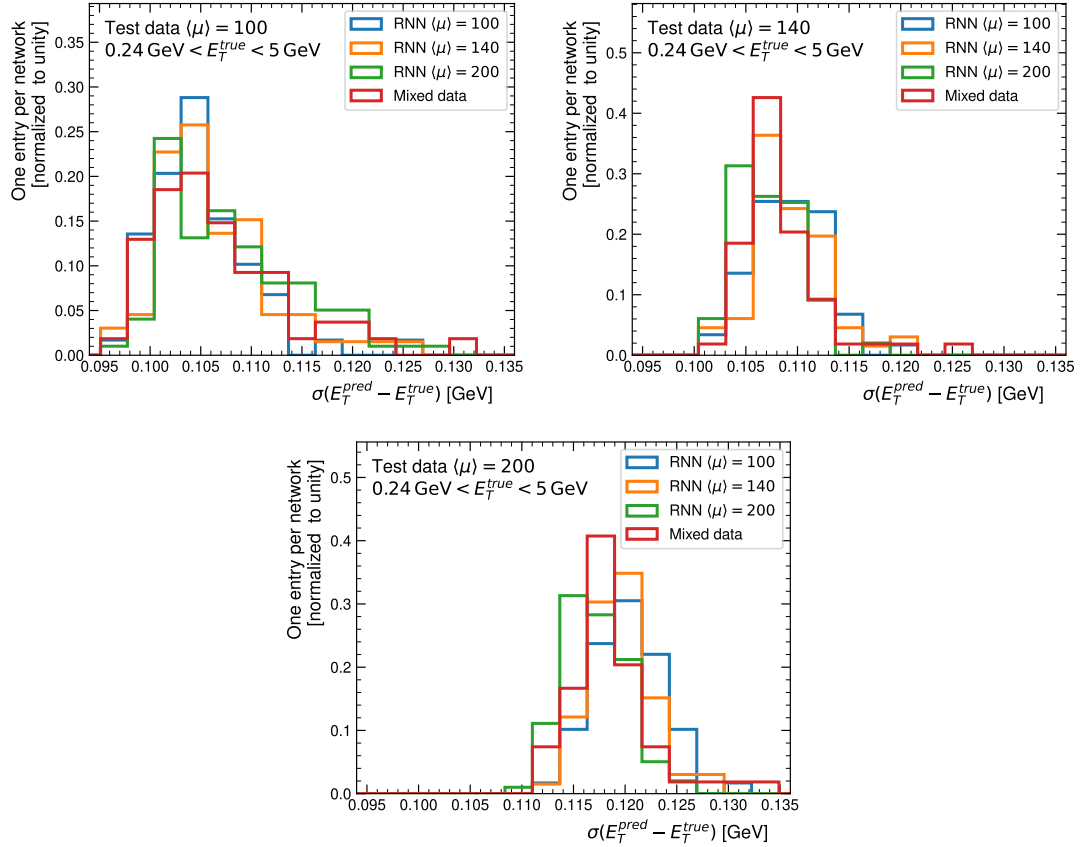 Test data ⟨μ⟩ = 100
0.24 GeV < E_T^true < 5 GeV
RNN ⟨μ⟩ = 100
RNN ⟨μ⟩ = 140
RNN ⟨μ⟩ = 200
Mixed data
One entry per network
[normalized to unity]
0.35
0.30
0.25
0.20
0.15
0.10
0.05
0.00
0.095 0.100 0.105 0.110 0.115 0.120 0.125 0.130 0.135
σ(E_T^pred − E_T^true) [GeV]
Test data ⟨μ⟩ = 140
0.24 GeV < E_T^true < 5 GeV
RNN ⟨μ⟩ = 100
RNN ⟨μ⟩ = 140
RNN ⟨μ⟩ = 200
Mixed data
One entry per network
[normalized to unity]
0.5
0.4
0.3
0.2
0.1
0.0
0.095 0.100 0.105 0.110 0.115 0.120 0.125 0.130 0.135
σ(E_T^pred − E_T^true) [GeV]
Test data ⟨μ⟩ = 200
0.24 GeV < E_T^true < 5 GeV
RNN ⟨μ⟩ = 100
RNN ⟨μ⟩ = 140
RNN ⟨μ⟩ = 200
Mixed data
One entry per network
[normalized to unity]
0.5
0.4
0.3
0.2
0.1
0.0
0.095 0.100 0.105 0.110 0.115 0.120 0.125 0.130 0.135
σ(E_T^pred − E_T^true) [GeV]